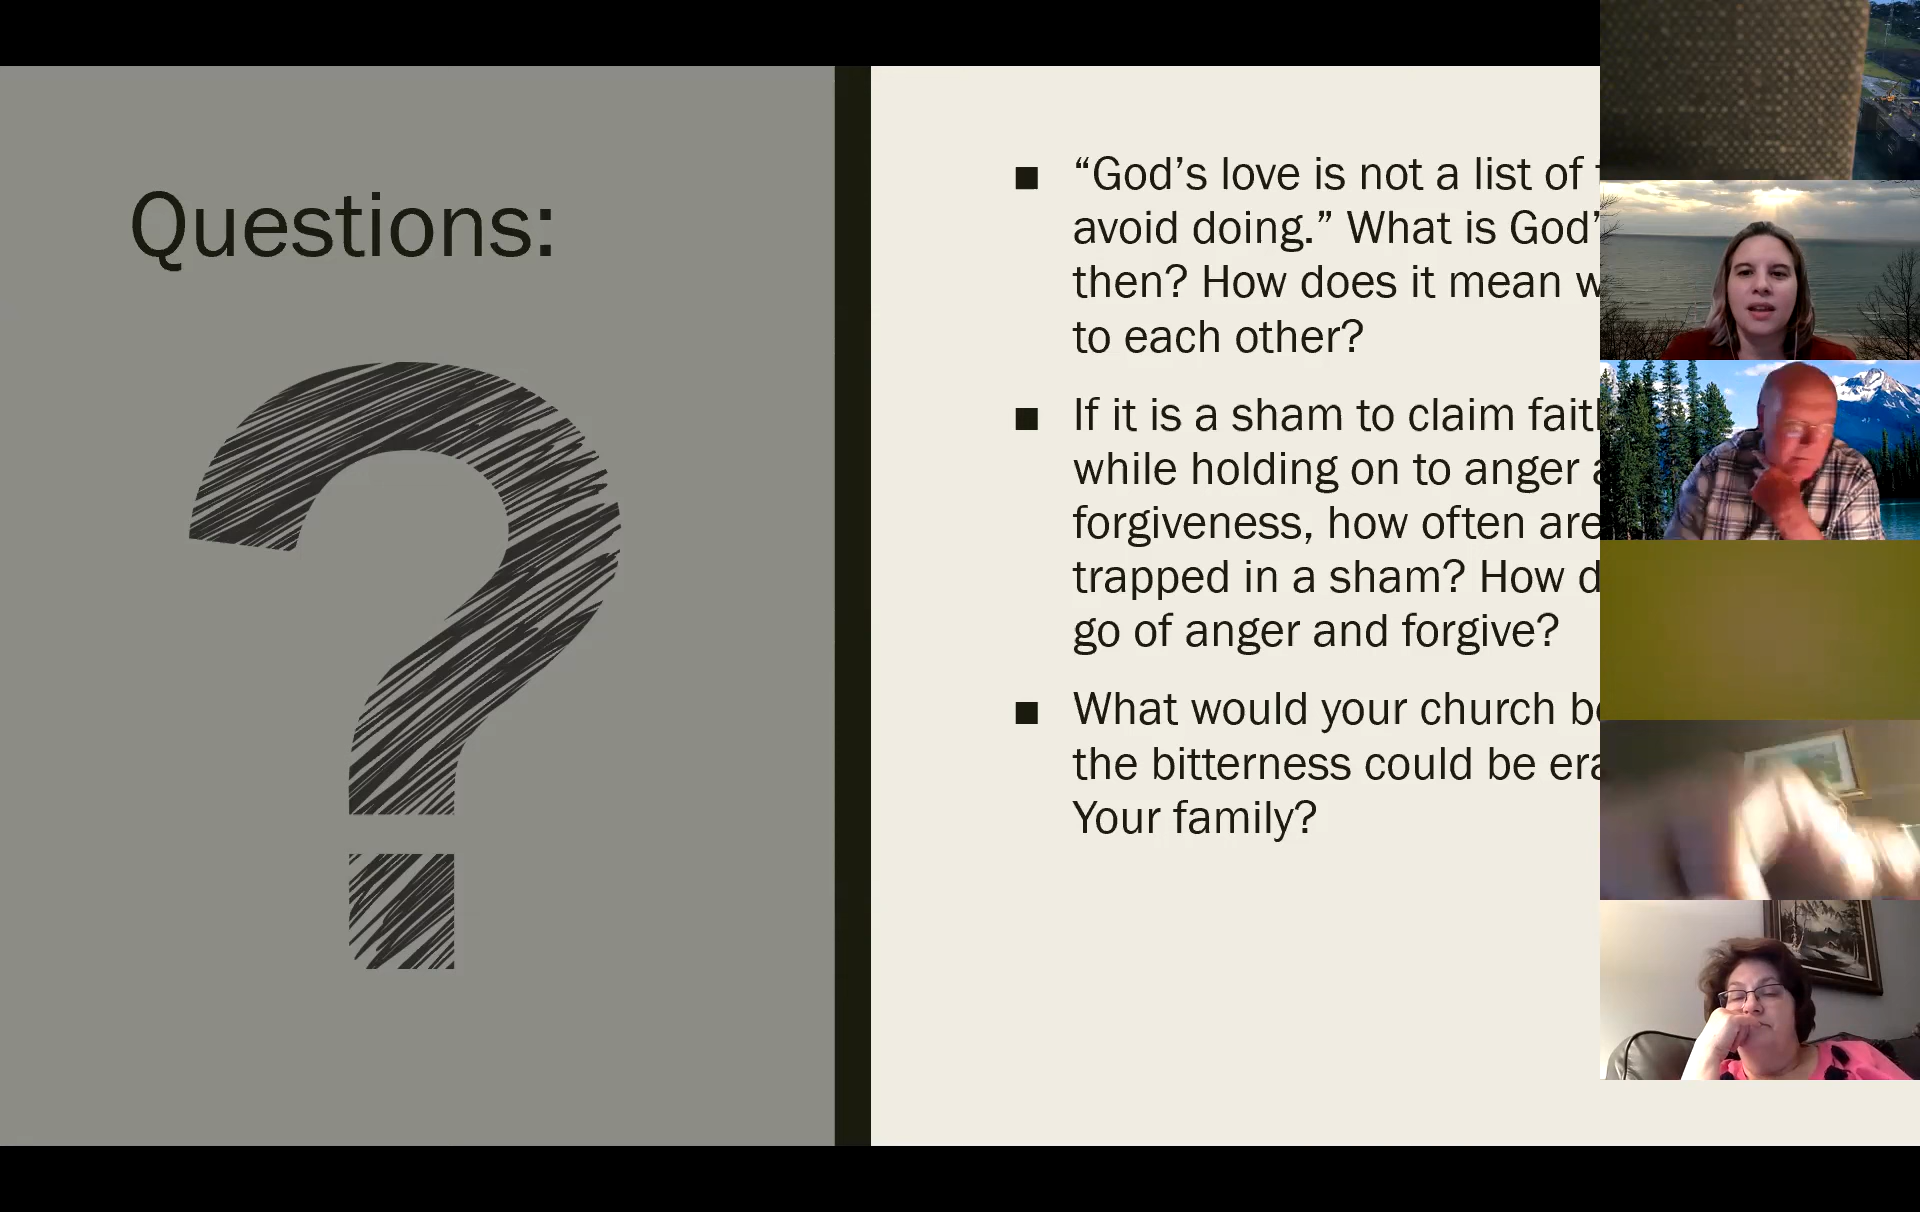 Questions:
■ “God’s love is not a list of
avoid doing.” What is God’
then? How does it mean
to each other?
■ If it is a sham to claim
while holding on to anger
forgiveness, how often are
trapped in a sham? How
go of anger and forgive?
■ What would your church
the bitterness could be
Your family?